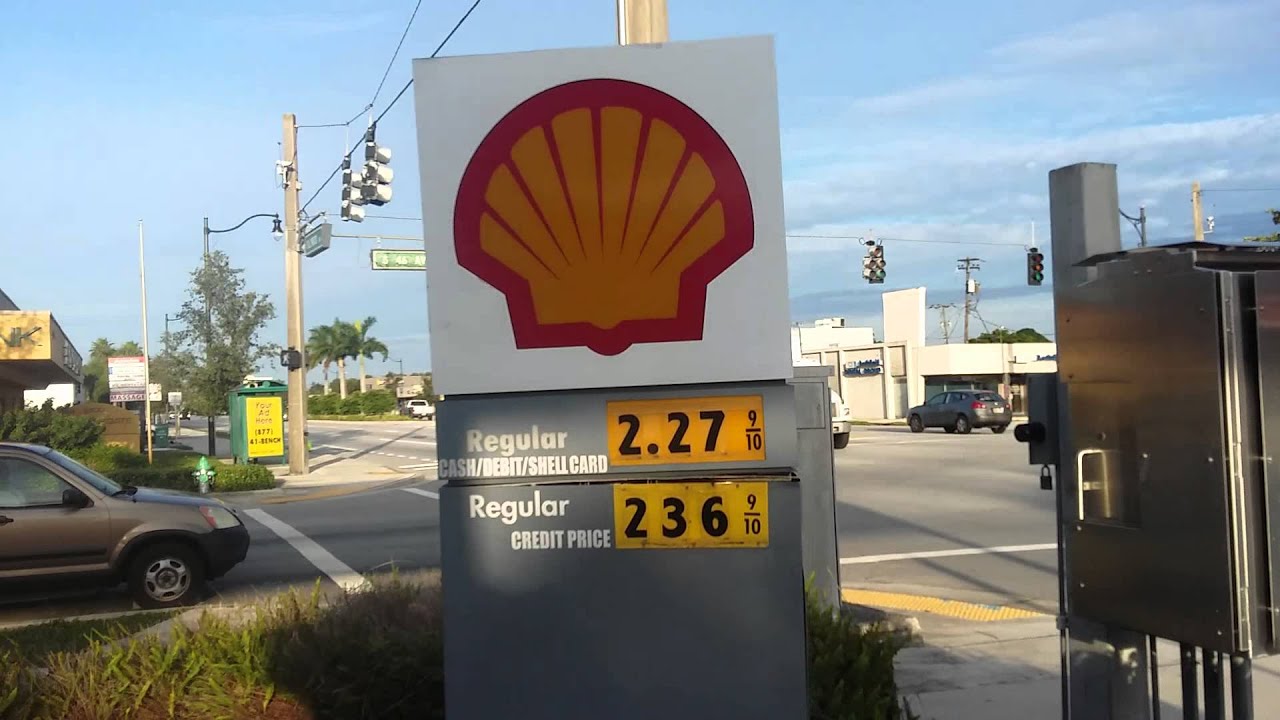 Regular 2.27 9/10
CASH/DEBIT/SHELL CARD
Regular 236 9/10
CREDIT PRICE
Your
Ad
Here
(877)
41-BENCH
MASSAGE